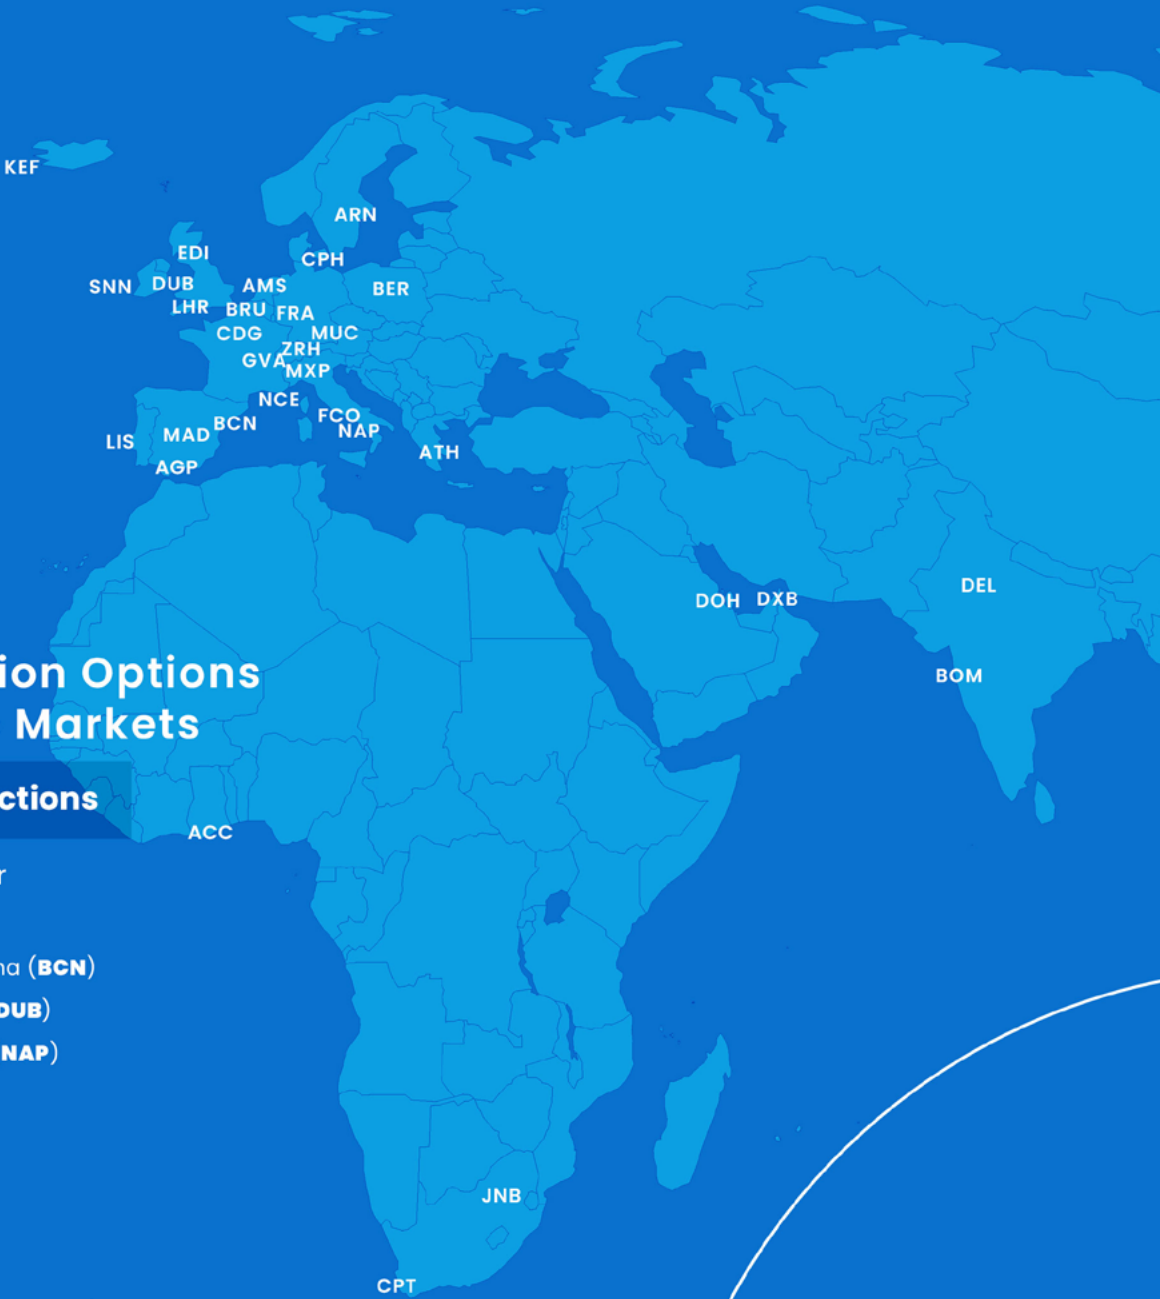 KEF
ARN
EDI
CPH
SNN
DUB
AMS
BER
LHR
BRU
FRA
CDG
MUC
ZRH
GVA
MXP
NCE
FCO
BCN
NAP
LIS
MAD
ATH
AGP
DEL
DOH
DXB
ion Options
Markets
BOM
ctions
ACC
r
na (BCN)
DUB)
NAP)
JNB
CPT